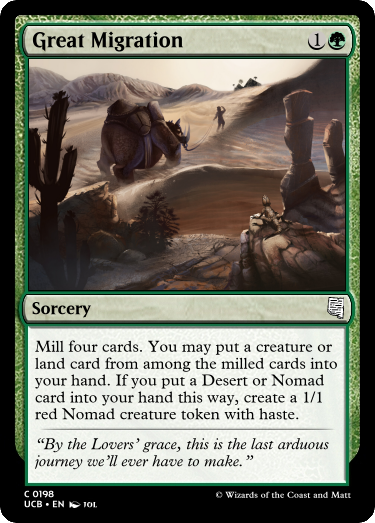 Great Migration 1
Sorcery
Mill four cards. You may put a creature or
land card from among the milled cards into
your hand. If you put a Desert or Nomad
card into your hand this way, create a 1/1
red Nomad creature token with haste.
“By the Lovers’ grace, this is the last arduous
journey we’ll ever have to make.”
C 0198
UCB • EN JOL © Wizards of the Coast and Matt